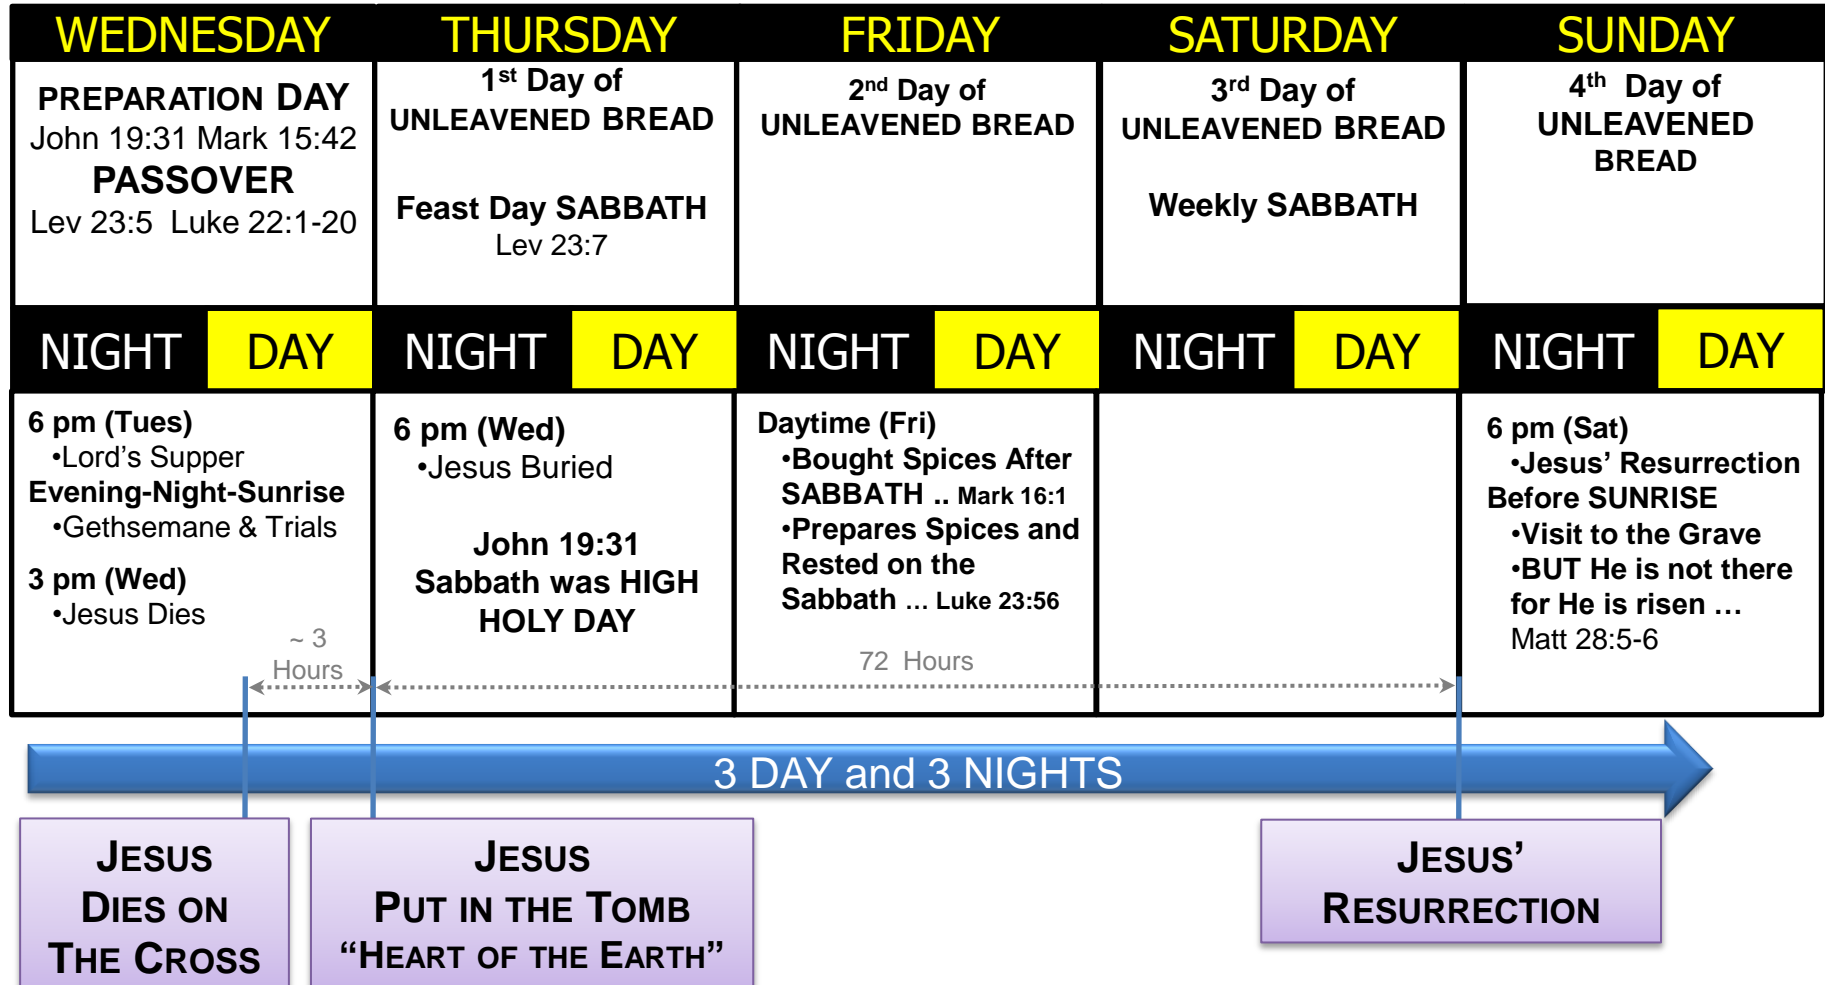 WEDNESDAY
THURSDAY
FRIDAY
SATURDAY
SUNDAY
PREPARATION DAY
John 19:31 Mark 15:42
PASSOVER
Lev 23:5 Luke 22:1-20
1st Day of
UNLEAVENED BREAD
Feast Day SABBATH
Lev 23:7
2nd Day of
UNLEAVENED BREAD
3rd Day of
UNLEAVENED BREAD
Weekly SABBATH
4th Day of
UNLEAVENED
BREAD
NIGHT
DAY
NIGHT
DAY
NIGHT
DAY
NIGHT
DAY
NIGHT
DAY
6 pm (Tues)
•Lord’s Supper
Evening-Night-Sunrise
•Gethsemane & Trials
3 pm (Wed)
•Jesus Dies
~ 3
Hours
6 pm (Wed)
•Jesus Buried
John 19:31
Sabbath was HIGH
HOLY DAY
Daytime (Fri)
•Bought Spices After
SABBATH .. Mark 16:1
•Prepares Spices and
Rested on the
Sabbath … Luke 23:56
72 Hours
6 pm (Sat)
•Jesus’ Resurrection
Before SUNRISE
•Visit to the Grave
•BUT He is not there
for He is risen …
Matt 28:5-6
3 DAY and 3 NIGHTS
JESUS
DIES ON
THE CROSS
JESUS
PUT IN THE TOMB
“HEART OF THE EARTH”
JESUS’
RESURRECTION